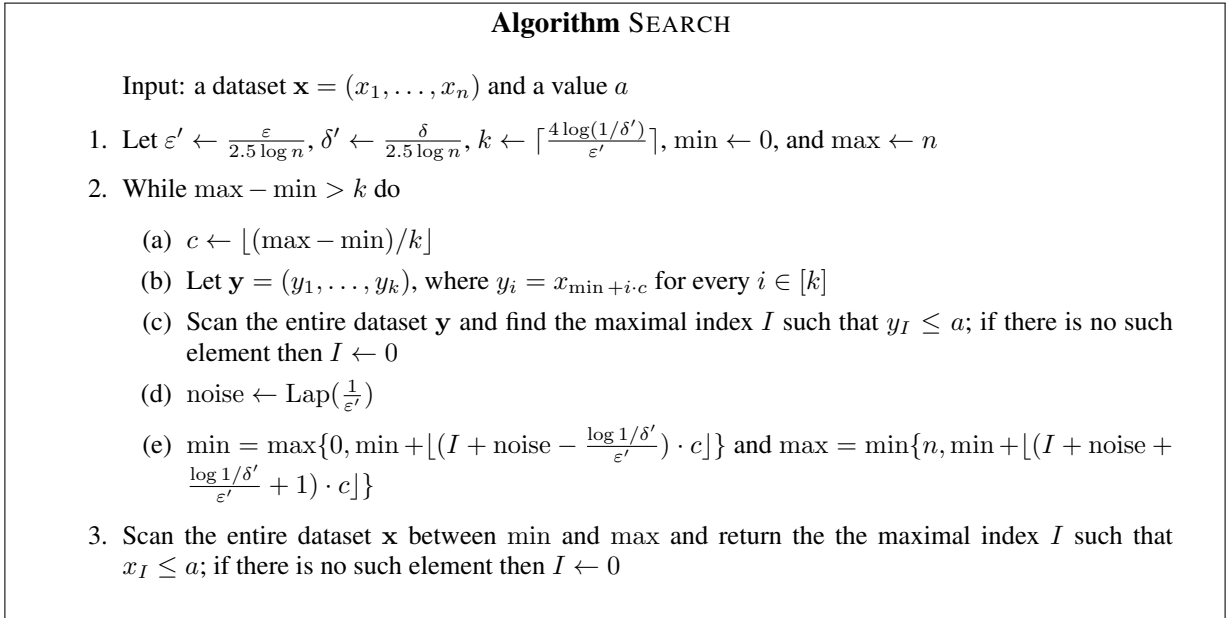 Algorithm SEARCH
Input: a dataset x = (x_1, . . . , x_n) and a value a
1. Let ε′ ← ε/(2.5 log n), δ′ ← δ/(2.5 log n), k ← ⌈4 log(1/δ′)/ε′⌉, min ← 0, and max ← n
2. While max − min > k do
(a) c ← ⌊(max − min)/k⌋
(b) Let y = (y_1, . . . , y_k), where y_i = x_{min +i·c} for every i ∈ [k]
(c) Scan the entire dataset y and find the maximal index I such that y_I ≤ a; if there is no such
element then I ← 0
(d) noise ← Lap(1/ε′)
(e) min = max{0, min +⌊(I + noise − (log 1/δ′)/ε′) · c⌋} and max = min{n, min +⌊(I + noise +
(log 1/δ′)/ε′ + 1) · c⌋}
3. Scan the entire dataset x between min and max and return the the maximal index I such that
x_I ≤ a; if there is no such element then I ← 0